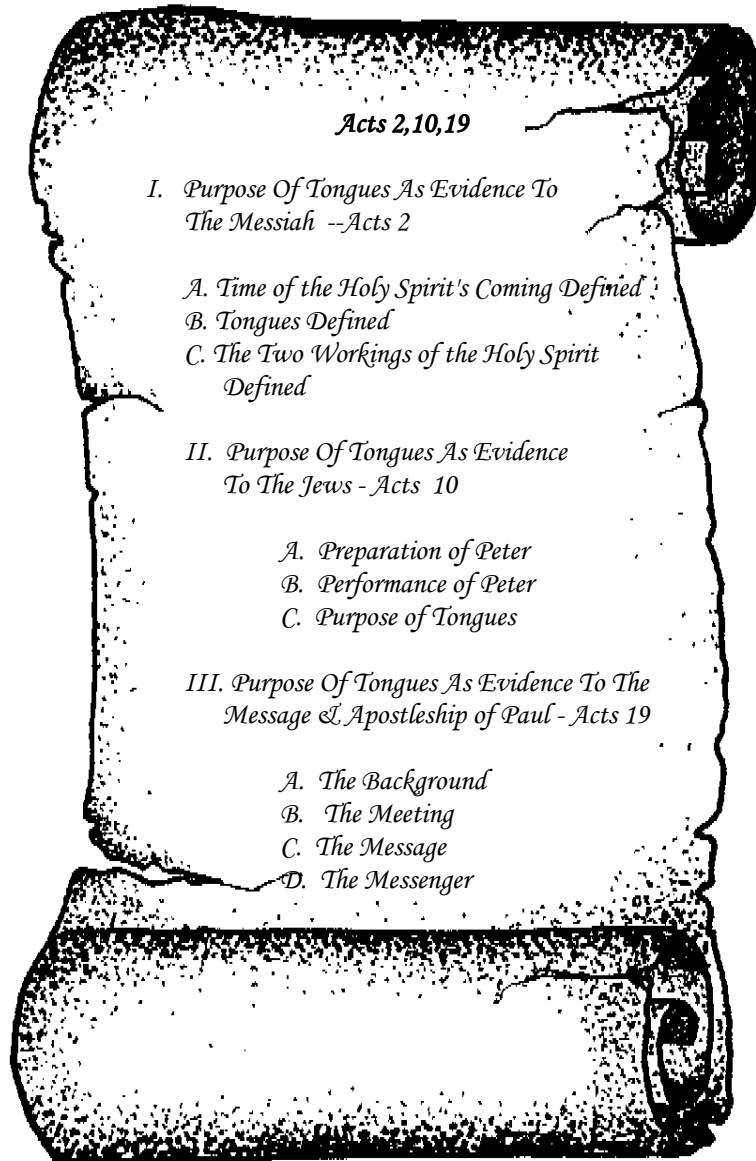 Acts 2,10,19
I. Purpose Of Tongues As Evidence To
The Messiah --Acts 2
A. Time of the Holy Spirit's Coming Defined
B. Tongues Defined
C. The Two Workings of the Holy Spirit
Defined
II. Purpose Of Tongues As Evidence
To The Jews - Acts 10
A. Preparation of Peter
B. Performance of Peter
C. Purpose of Tongues
III. Purpose Of Tongues As Evidence To The
Message & Apostleship of Paul - Acts 19
A. The Background
B. The Meeting
C. The Message
D. The Messenger